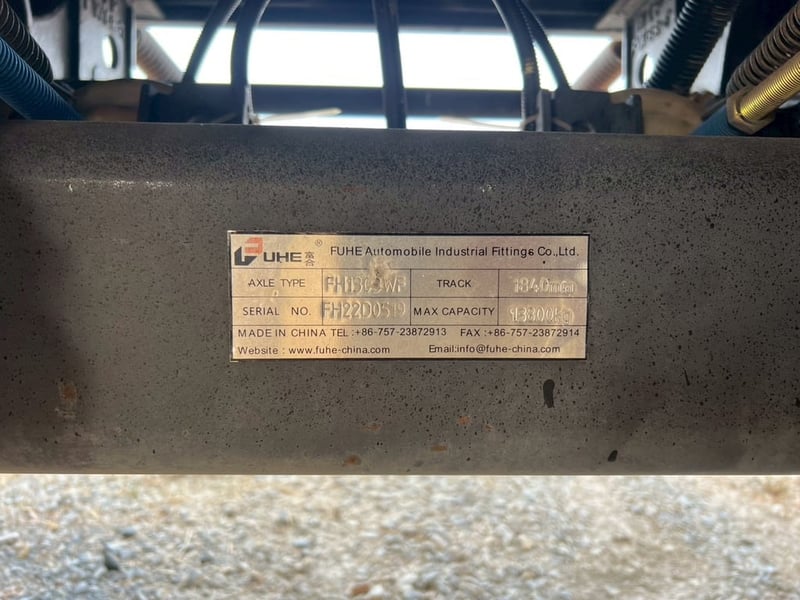 FUHE 富合 ® FUHE Automobile Industrial Fittings Co.,Ltd.
AXLE TYPE TRACK 1840mm
SERIAL NO. FH22D0519 MAX CAPACITY 13000kg
MADE IN CHINA TEL:+86-757-23872913 FAX:+86-757-23872914
Website : www.fuhe-china.com Email:info@fuhe-china.com